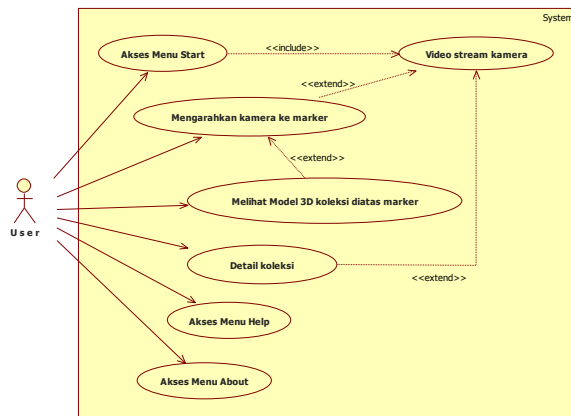 System
Akses Menu Start
<<include>>
Video stream kamera
<<extend>>
Mengarahkan kamera ke marker
<<extend>>
Melihat Model 3D koleksi diatas marker
User
Detail koleksi
<<extend>>
Akses Menu Help
Akses Menu About